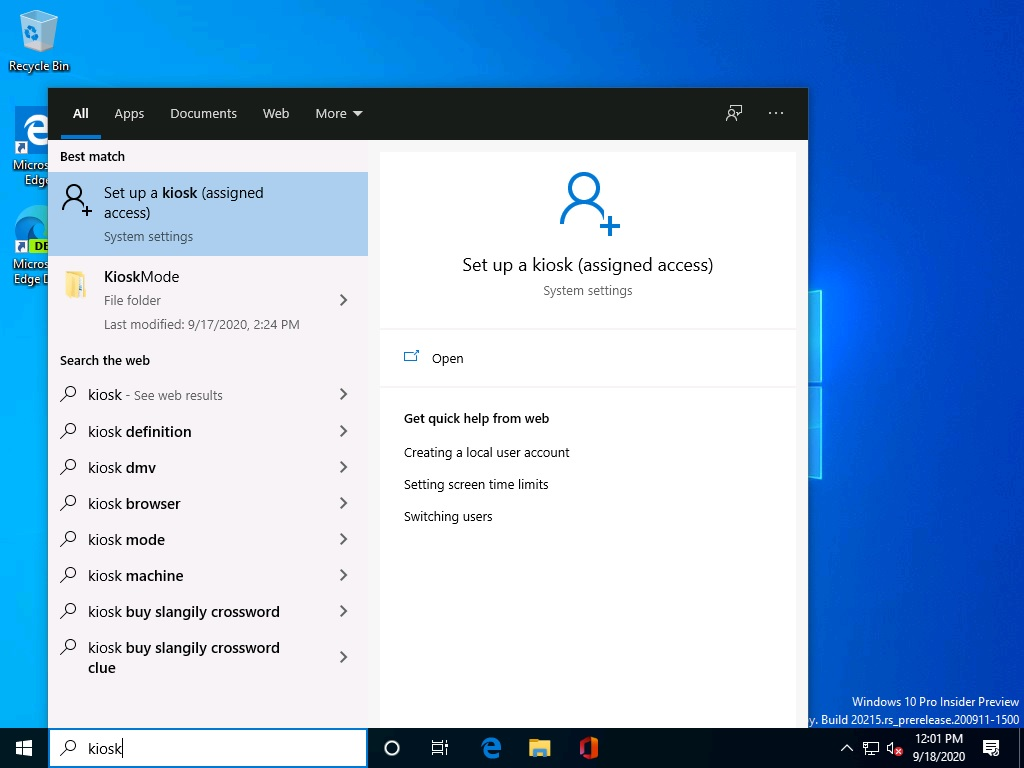 Recycle Bin
Micros
Edge
DE
Micros
Edge D
All Apps Documents Web More
Best match
Set up a kiosk (assigned
access)
System settings
KioskMode
File folder
Last modified: 9/17/2020, 2:24 PM
Search the web
kiosk - See web results
kiosk definition
kiosk dmv
kiosk browser
kiosk mode
kiosk machine
kiosk buy slangily crossword
kiosk buy slangily crossword
clue
Set up a kiosk (assigned access)
System settings
Open
Get quick help from web
Creating a local user account
Setting screen time limits
Switching users
Windows 10 Pro Insider Preview
y. Build 20215.rs_prerelease.200911-1500
kiosk
12:01 PM
9/18/2020